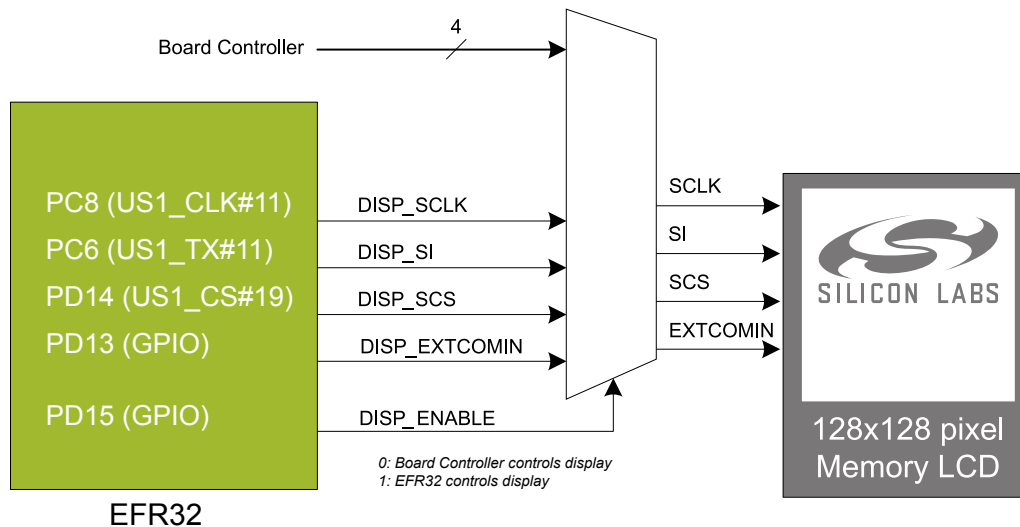 4
Board Controller
PC8 (US1_CLK#11)
DISP_SCLK
SCLK
PC6 (US1_TX#11)
DISP_SI
SI
PD14 (US1_CS#19)
DISP_SCS
SCS
PD13 (GPIO)
DISP_EXTCOMIN
EXTCOMIN
PD15 (GPIO)
DISP_ENABLE
0: Board Controller controls display
1: EFR32 controls display
EFR32
SILICON LABS
128x128 pixel
Memory LCD